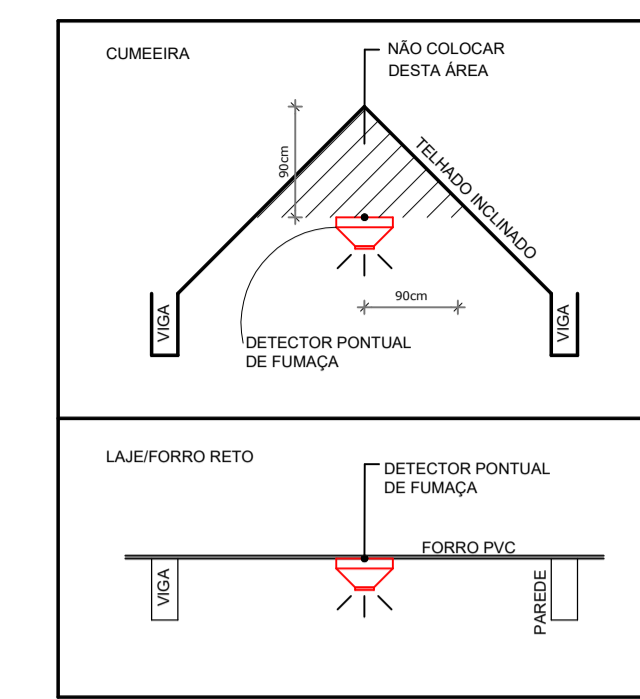 CUMEEIRA
NÃO COLOCAR
DESTA ÁREA
90cm
TELHADO INCLINADO
90cm
VIGA
VIGA
DETECTOR PONTUAL
DE FUMAÇA
LAJE/FORRO RETO
DETECTOR PONTUAL
DE FUMAÇA
FORRO PVC
VIGA
PAREDE